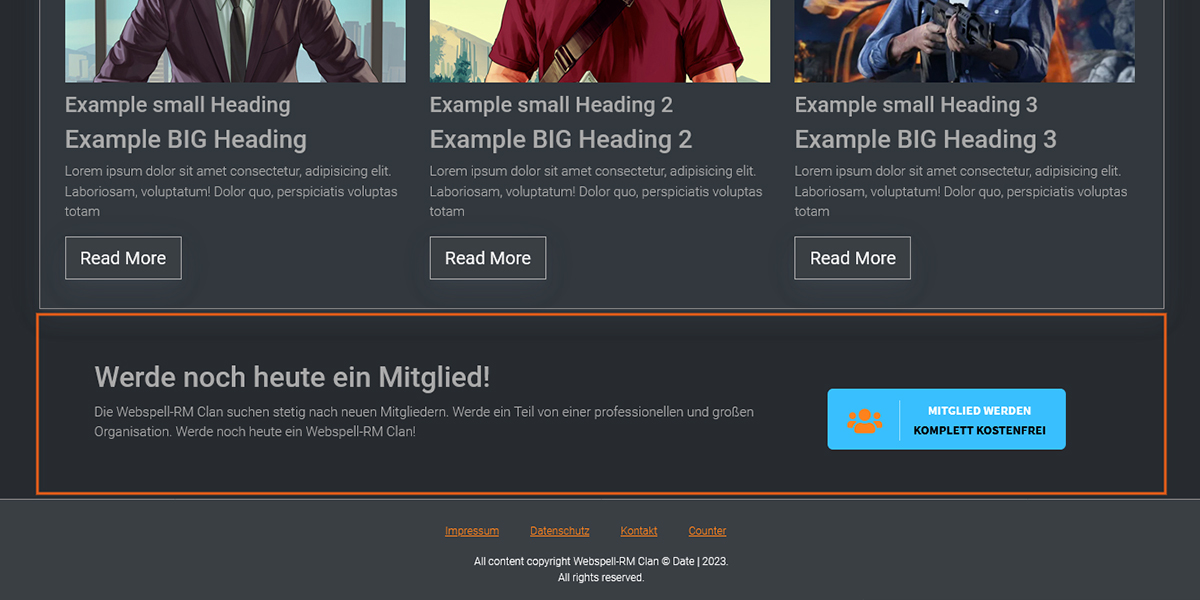 Example small Heading
Example BIG Heading
Lorem ipsum dolor sit amet consectetur, adipisicing elit.
Laboriosam, voluptatum! Dolor quo, perspiciatis voluptas
totam
Read More
Example small Heading 2
Example BIG Heading 2
Lorem ipsum dolor sit amet consectetur, adipisicing elit.
Laboriosam, voluptatum! Dolor quo, perspiciatis voluptas
totam
Read More
Example small Heading 3
Example BIG Heading 3
Lorem ipsum dolor sit amet consectetur, adipisicing elit.
Laboriosam, voluptatum! Dolor quo, perspiciatis voluptas
totam
Read More
Werde noch heute ein Mitglied!
Die Webspell-RM Clan suchen stetig nach neuen Mitgliedern. Werde ein Teil von einer professionellen und großen
Organisation. Werde noch heute ein Webspell-RM Clan!
MITGLIED WERDEN
KOMPLETT KOSTENFREI
Impressum Datenschutz Kontakt Counter
All content copyright Webspell-RM Clan © Date | 2023.
All rights reserved.